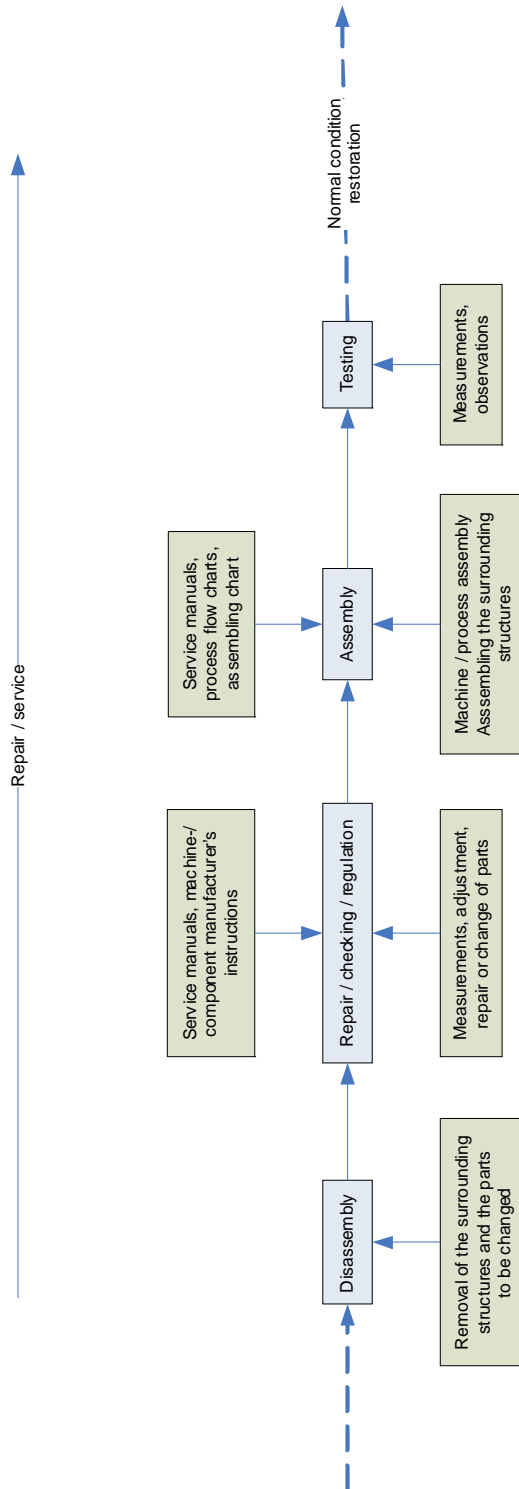 Repair / service
Service manuals, machine-/
component manufacturer's
instructions
Service manuals,
process flow charts,
assembling chart
Disassembly
Repair / checking / regulation
Assembly
Testing
Normal condition
restoration
Removal of the surrounding
structures and the parts
to be changed
Measurements, adjustment,
repair or change of parts
Machine / process assembly
Asssembling the surrounding
structures
Measurements,
observations